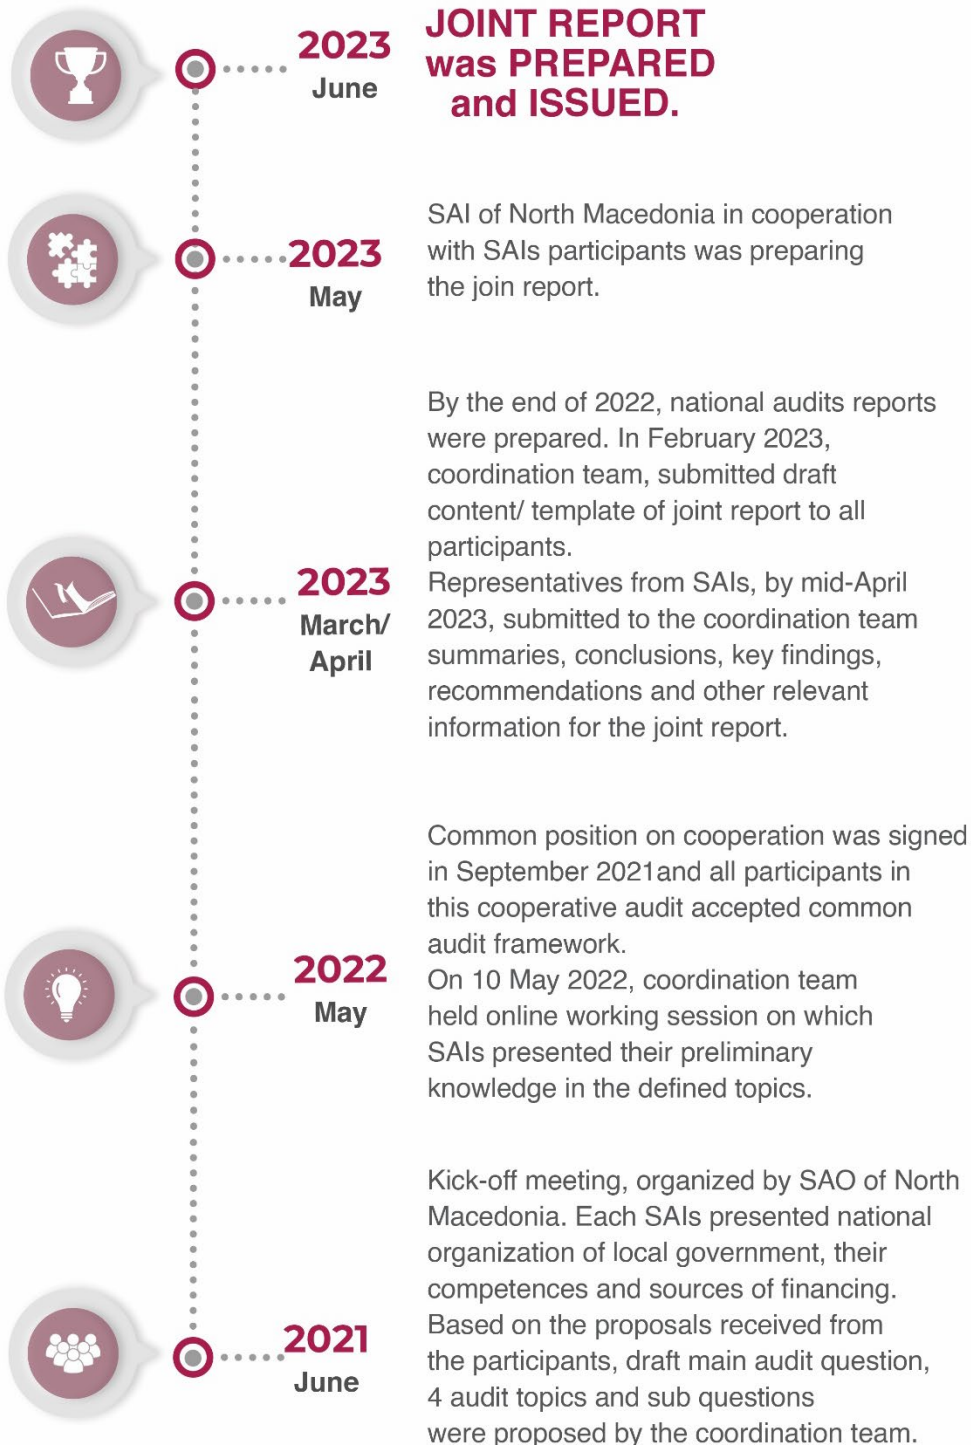 2023
June
JOINT REPORT
was PREPARED
and ISSUED.
2023
May
SAI of North Macedonia in cooperation
with SAIs participants was preparing
the join report.
2023
March/
April
By the end of 2022, national audits reports
were prepared. In February 2023,
coordination team, submitted draft
content/ template of joint report to all
participants.
Representatives from SAIs, by mid-April
2023, submitted to the coordination team
summaries, conclusions, key findings,
recommendations and other relevant
information for the joint report.
2022
May
Common position on cooperation was signed
in September 2021and all participants in
this cooperative audit accepted common
audit framework.
On 10 May 2022, coordination team
held online working session on which
SAIs presented their preliminary
knowledge in the defined topics.
2021
June
Kick-off meeting, organized by SAO of North
Macedonia. Each SAIs presented national
organization of local government, their
competences and sources of financing.
Based on the proposals received from
the participants, draft main audit question,
4 audit topics and sub questions
were proposed by the coordination team.